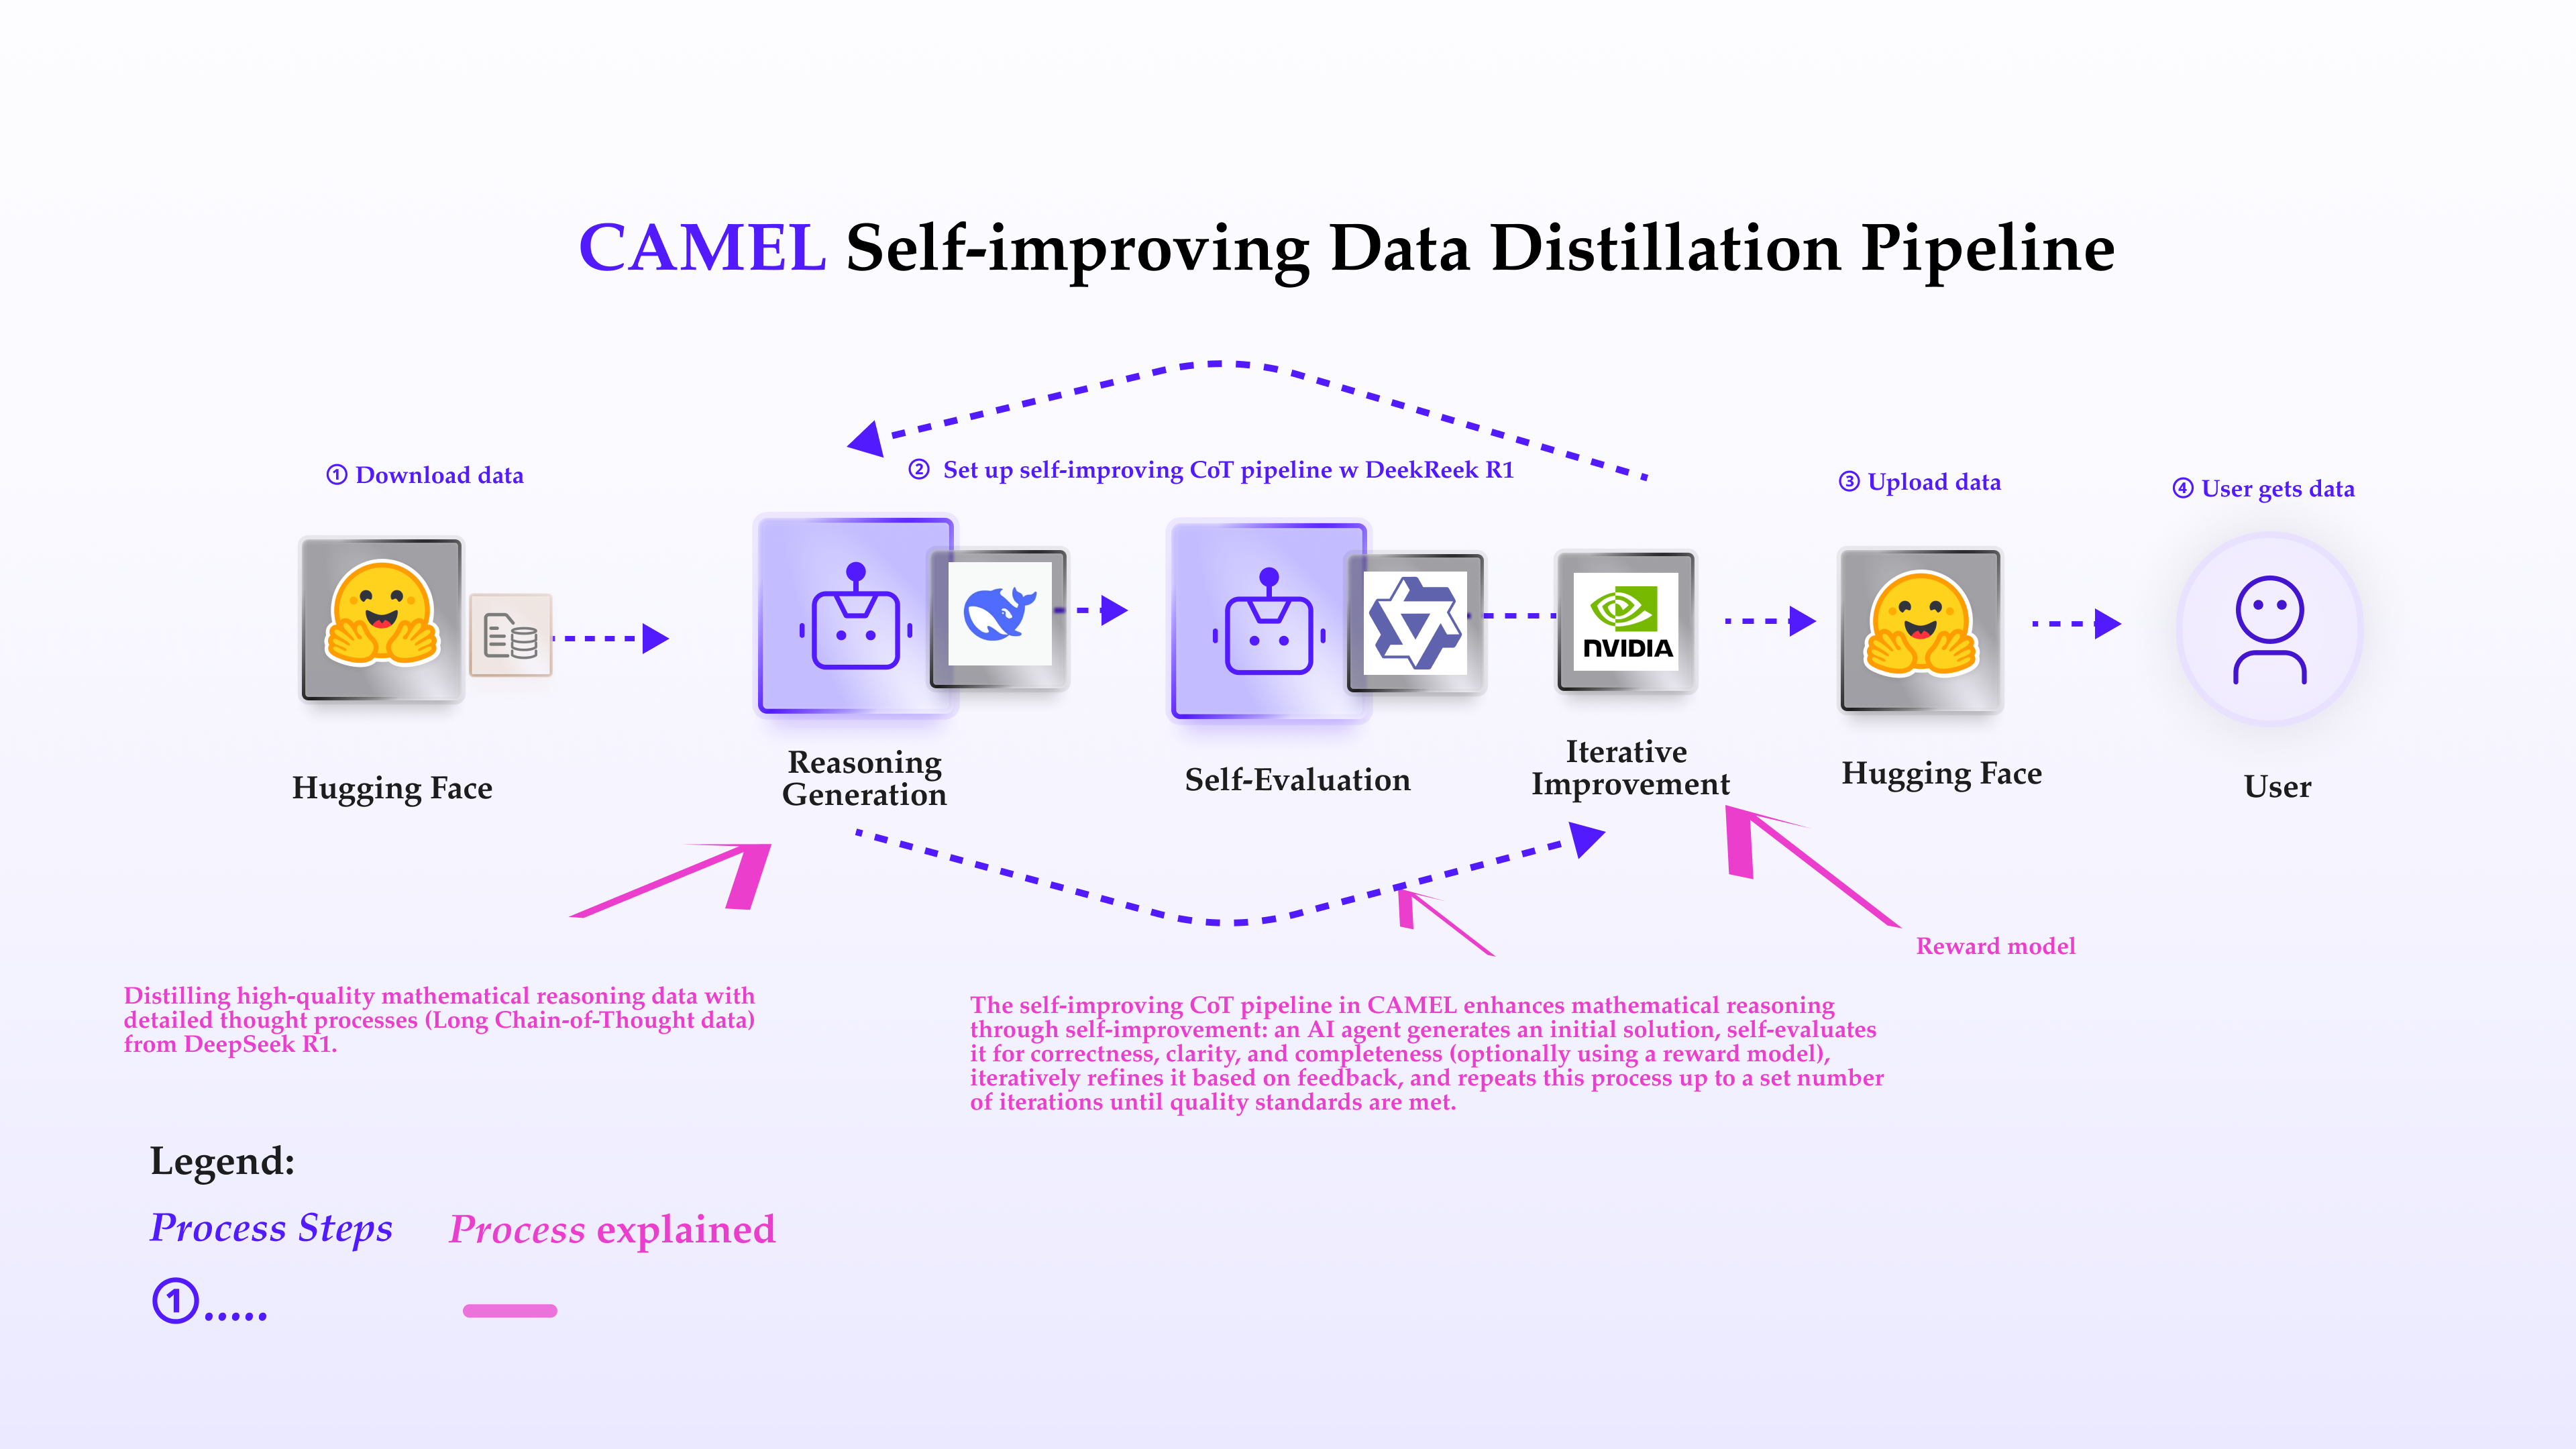 CAMEL Self-improving Data Distillation Pipeline
① Download data
② Set up self-improving CoT pipeline w DeekReek R1
③ Upload data
④ User gets data
NVIDIA
Hugging Face
Reasoning
Generation
Self-Evaluation
Iterative
Improvement
Hugging Face
User
Reward model
Distilling high-quality mathematical reasoning data with
detailed thought processes (Long Chain-of-Thought data)
from DeepSeek R1.
The self-improving CoT pipeline in CAMEL enhances mathematical reasoning
through self-improvement: an AI agent generates an initial solution, self-evaluates
it for correctness, clarity, and completeness (optionally using a reward model),
iteratively refines it based on feedback, and repeats this process up to a set number
of iterations until quality standards are met.
Legend:
Process Steps
Process explained
①.....